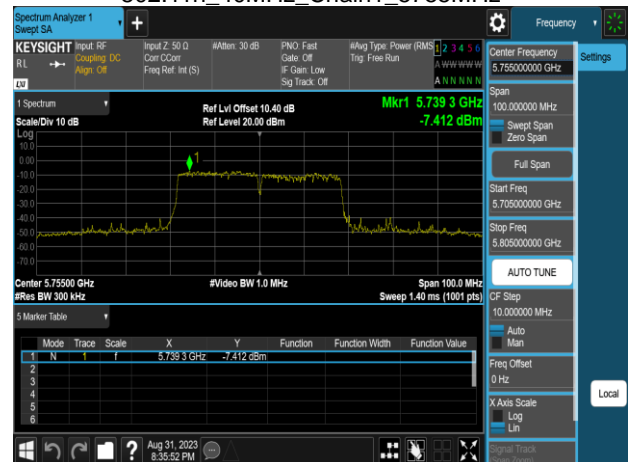 Spectrum Analyzer 1
Swept SA
Frequency
KEYSIGHT
RL
LXI
Input: RF
Coupling: DC
Align: Off
Input Z: 50 Ω
Corr CCorr
Freq Ref: Int (S)
#Atten: 30 dB
PNO: Fast
Gate: Off
IF Gain: Low
Sig Track: Off
#Avg Type: Power (RMS
Trig: Free Run
1 2 3 4 5 6
A W W W W W
A N N N N N
Center Frequency
5.755000000 GHz
Settings
Span
100.000000 MHz
Swept Span
Zero Span
Full Span
Start Freq
5.705000000 GHz
Stop Freq
5.805000000 GHz
AUTO TUNE
CF Step
10.000000 MHz
Auto
Man
Freq Offset
0 Hz
X Axis Scale
Log
Lin
Signal Track
(Span Zoom)
Local
1 Spectrum
Scale/Div 10 dB
Log
Ref Lvl Offset 10.40 dB
Ref Level 20.00 dBm
Mkr1 5.739 3 GHz
-7.412 dBm
10.0
0.00
-10.0
-20.0
-30.0
-40.0
-50.0
-60.0
-70.0
1
Center 5.75500 GHz
#Res BW 300 kHz
#Video BW 1.0 MHz
Span 100.0 MHz
Sweep 1.40 ms (1001 pts)
5 Marker Table
Mode Trace Scale X Y Function Function Width Function Value
1 N 1 f 5.739 3 GHz -7.412 dBm
2
3
4
5
6
Aug 31, 2023
8:35:52 PM